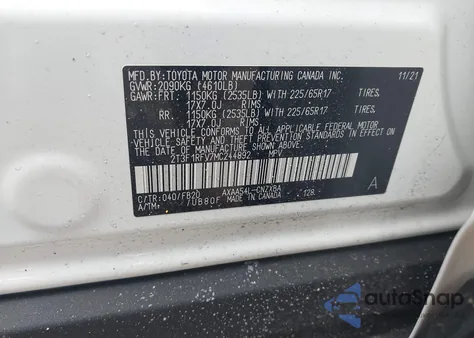 MFD.BY:TOYOTA MOTOR MANUFACTURING CANADA INC. 11/21
GVWR:2090KG (4610LB)
GAWR: FRT. 1150KG (2535LB) WITH 225/65R17 TIRES,
17X7.0J RIMS
RR. 1150KG (2535LB) WITH 225/65R17 TIRES,
17X7.0J RIMS
THIS VEHICLE CONFORMS TO ALL APPLICABLE FEDERAL MOTOR
VEHICLE SAFETY AND THEFT PREVENTION STANDARDS IN EFFECT
ON THE DATE OF MANUFACTURE SHOWN ABOVE.
2T3F1RFV7MC244892 MPV
C/TR:040/FB20 AXAA54L-CNZXBA 128- A
A/TM: /UB80F MADE IN CANADA
autoSnap